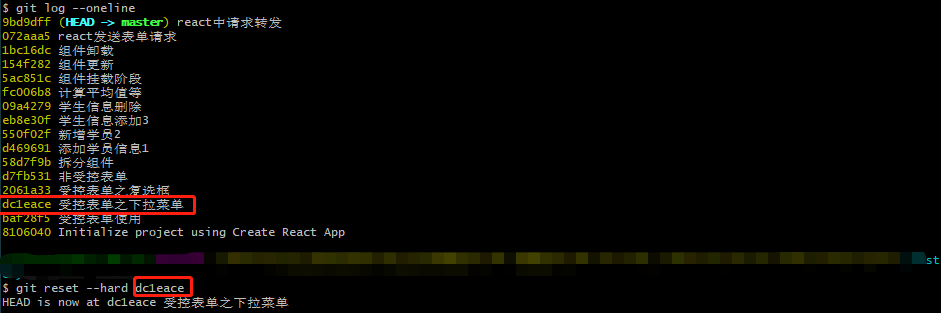 $ git log --oneline
9bd9dff (HEAD -> master) react中请求转发
072aaa5 react发送表单请求
1bc16dc 组件卸载
154f282 组件更新
5ac851c 组件挂载阶段
fc006b8 计算平均值等
09a4279 学生信息删除
eb8e30f 学生信息添加3
550f02f 新增学员2
d469691 添加学员信息1
58d7f9b 拆分组件
d7fb531 非受控表单
2061a33 受控表单之复选框
dc1eace 受控表单之下拉菜单
baf28f5 受控表单使用
8106040 Initialize project using Create React App
st
$ git reset --hard dc1eace
HEAD is now at dc1eace 受控表单之下拉菜单